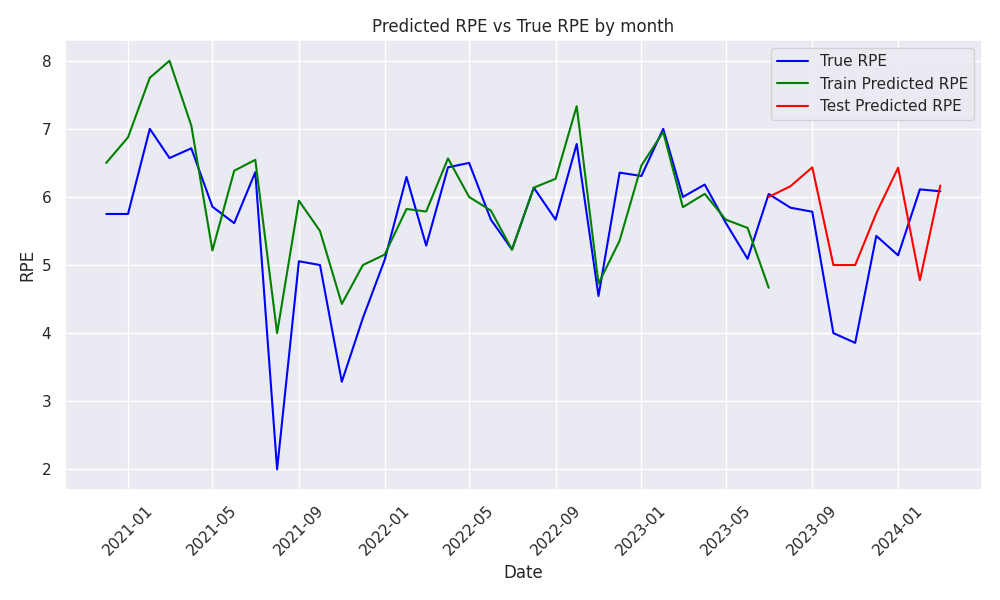 Predicted RPE vs True RPE by month
True RPE
Train Predicted RPE
Test Predicted RPE
8
7
6
5
4
3
2
RPE
2021-01
2021-05
2021-09
2022-01
2022-05
2022-09
2023-01
2023-05
2023-09
2024-01
Date